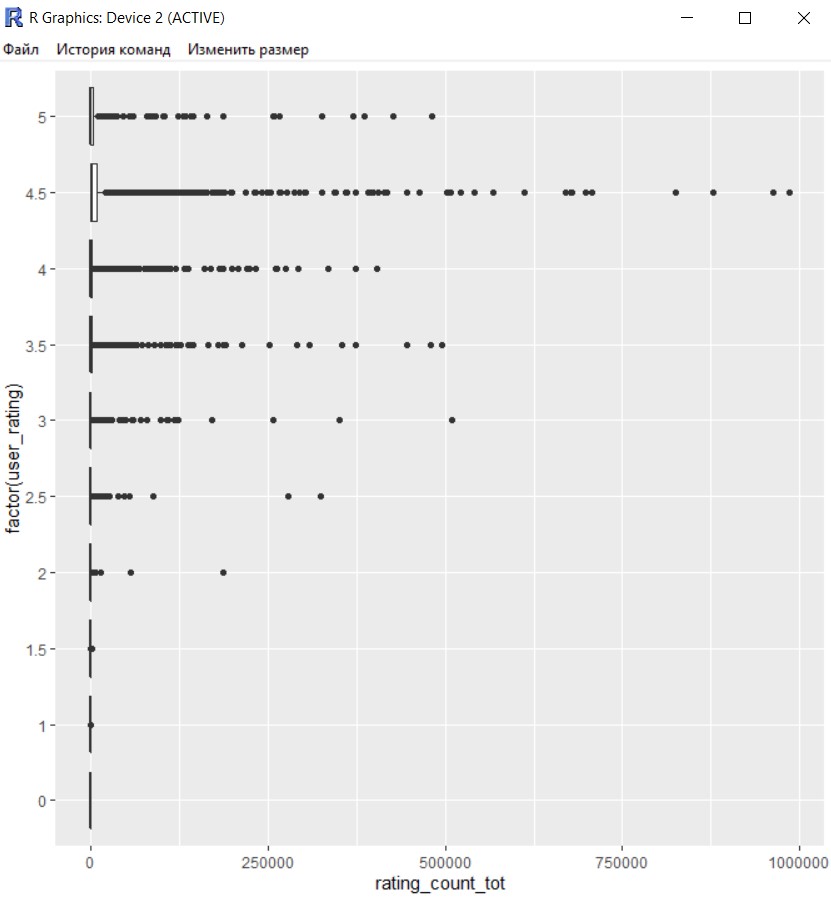 R Graphics: Device 2 (ACTIVE)
Файл История команд Изменить размер
5
4.5
4
3.5
3
2.5
2
1.5
1
0
factor(user_rating)
0 250000 500000 750000 1000000
rating_count_tot